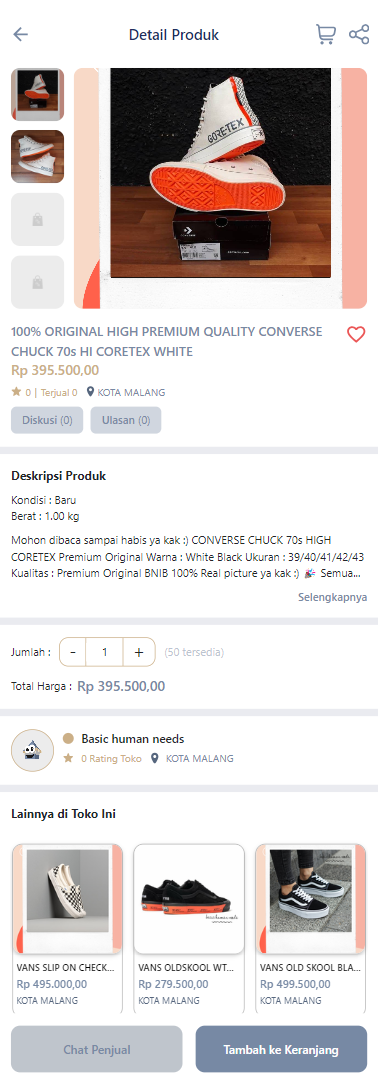 Detail Produk
GORE-TEX
CONVERSE
100% ORIGINAL HIGH PREMIUM QUALITY CONVERSE
CHUCK 70s HI CORETEX WHITE
Rp 395.500,00
0 | Terjual 0 KOTA MALANG
Diskusi (0) Ulasan (0)
Deskripsi Produk
Kondisi : Baru
Berat : 1.00 kg
Mohon dibaca sampai habis ya kak :) CONVERSE CHUCK 70s HIGH
CORETEX Premium Original Warna : White Black Ukuran : 39/40/41/42/43
Kualitas : Premium Original BNIB 100% Real picture ya kak :) 🎉 Semua...
Selengkapnya
Jumlah : - 1 + (50 tersedia)
Total Harga : Rp 395.500,00
Basic human needs
0 Rating Toko KOTA MALANG
Lainnya di Toko Ini
VANS SLIP ON CHECK... VANS OLDSKOOL WT... VANS OLD SKOOL BLA...
Rp 495.000,00 Rp 279.500,00 Rp 499.500,00
KOTA MALANG KOTA MALANG KOTA MALANG
Chat Penjual Tambah ke Keranjang